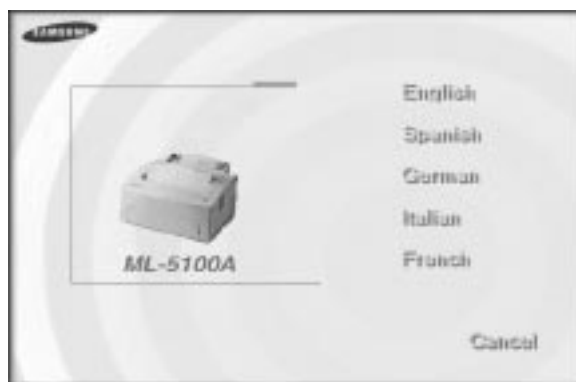 SAMSUNG
ML-5100A
English
Spanish
German
Italian
French
Cancel